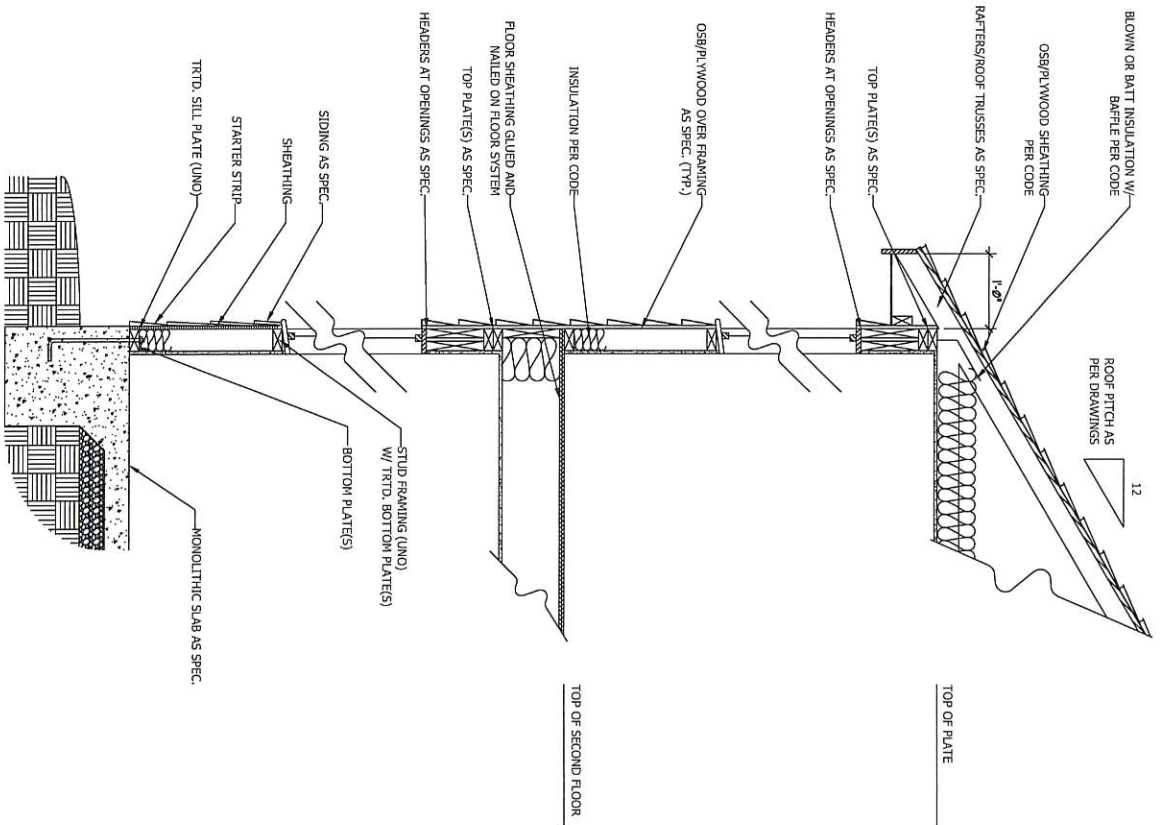 BLOWN OR BATT INSULATION W/
BAFFLE PER CODE
OSB/PLYWOOD SHEATHING
PER CODE
RAFTERS/ROOF TRUSSES AS SPEC.
TOP PLATE(S) AS SPEC.
HEADERS AT OPENINGS AS SPEC.
OSB/PLYWOOD OVER FRAMING
AS SPEC. (TYP.)
INSULATION PER CODE
FLOOR SHEATHING GLUED AND
NAILED ON FLOOR SYSTEM
TOP PLATE(S) AS SPEC.
HEADERS AT OPENINGS AS SPEC.
SIDING AS SPEC.
SHEATHING
STARTER STRIP
TRTD. SILL PLATE (UNO)
1'-0"
ROOF PITCH AS
PER DRAWINGS
12
STUD FRAMING (UNO)
W/ TRTD. BOTTOM PLATE(S)
BOTTOM PLATE(S)
MONOLITHIC SLAB AS SPEC.
TOP OF PLATE
TOP OF SECOND FLOOR